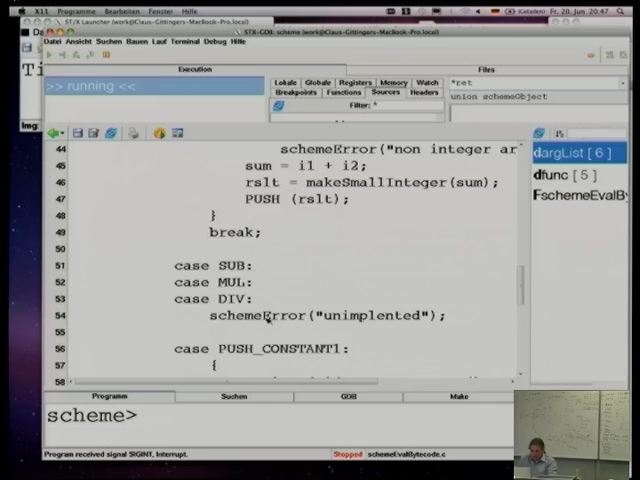 X11 Programme Bearbeiten Fenster Hilfe (Geladen) Fr. 20. Jun 20:47
ST/X Launcher (work@Claus-Gittingers-MacBook-Pro.local)
STX-GDB: scheme (work@Claus-Gittingers-MacBook-Pro.local)
Da
Datei Ansicht Suchen Bauen Lauf Terminal Debug Hilfe
Ti
Execution
Files
>> running <<
Lokale Globale Registers Memory Watch
Breakpoints Functions Sources Headers
Filter: *
*ret
union schemeObject
Img:
44 schemeError("non integer ar
45 sum = i1 + i2;
46 rslt = makeSmallInteger(sum);
47 PUSH (rslt);
48 }
49 break;
50
51 case SUB:
52 case MUL:
53 case DIV:
54 schemeError("unimplented");
55
56 case PUSH_CONSTANT1:
57 {
58
dargList [ 6 ]
dfunc [ 5 ]
FschemeEvalBy
Programm Suchen GDB Make
scheme>
Program received signal SIGINT, Interrupt.
Stopped schemeEvalBytecode.c